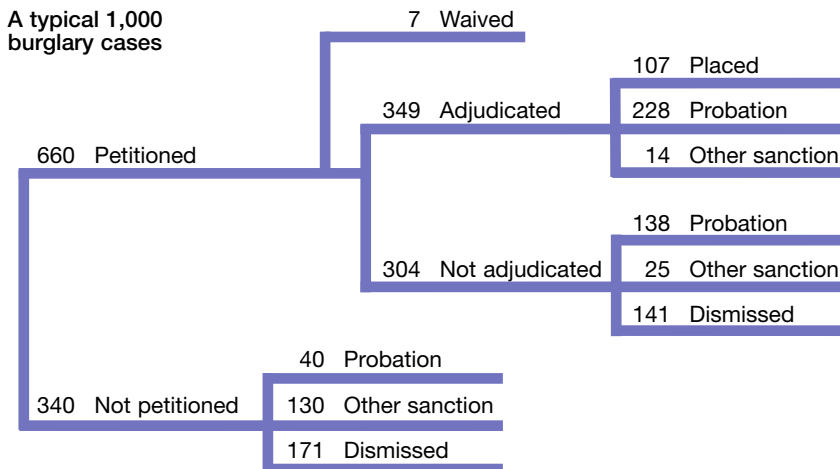 A typical 1,000
burglary cases
7 Waived
107 Placed
349 Adjudicated
228 Probation
14 Other sanction
660 Petitioned
138 Probation
304 Not adjudicated
25 Other sanction
141 Dismissed
40 Probation
340 Not petitioned
130 Other sanction
171 Dismissed